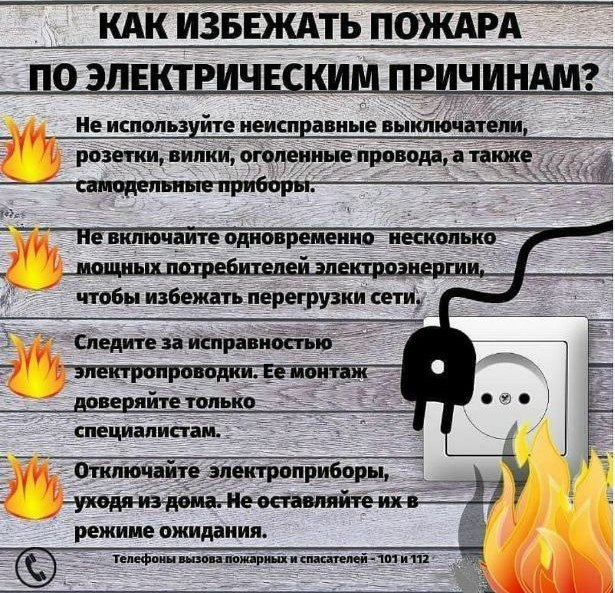 КАК ИЗБЕЖАТЬ ПОЖАРА
ПО ЭЛЕКТРИЧЕСКИМ ПРИЧИНАМ?
Не используйте неисправные выключатели,
розетки, вилки, оголенные провода, а также
самодельные приборы.
Не включайте одновременно несколько
мощных потребителей электроэнергии,
чтобы избежать перегрузки сети.
Следите за исправностью
электропроводки. Ее монтаж
доверяйте только
специалистам.
Отключайте электроприборы,
уходя из дома. Не оставляйте их в
режиме ожидания.
Телефоны вызова пожарных и спасателей - 101 и 112